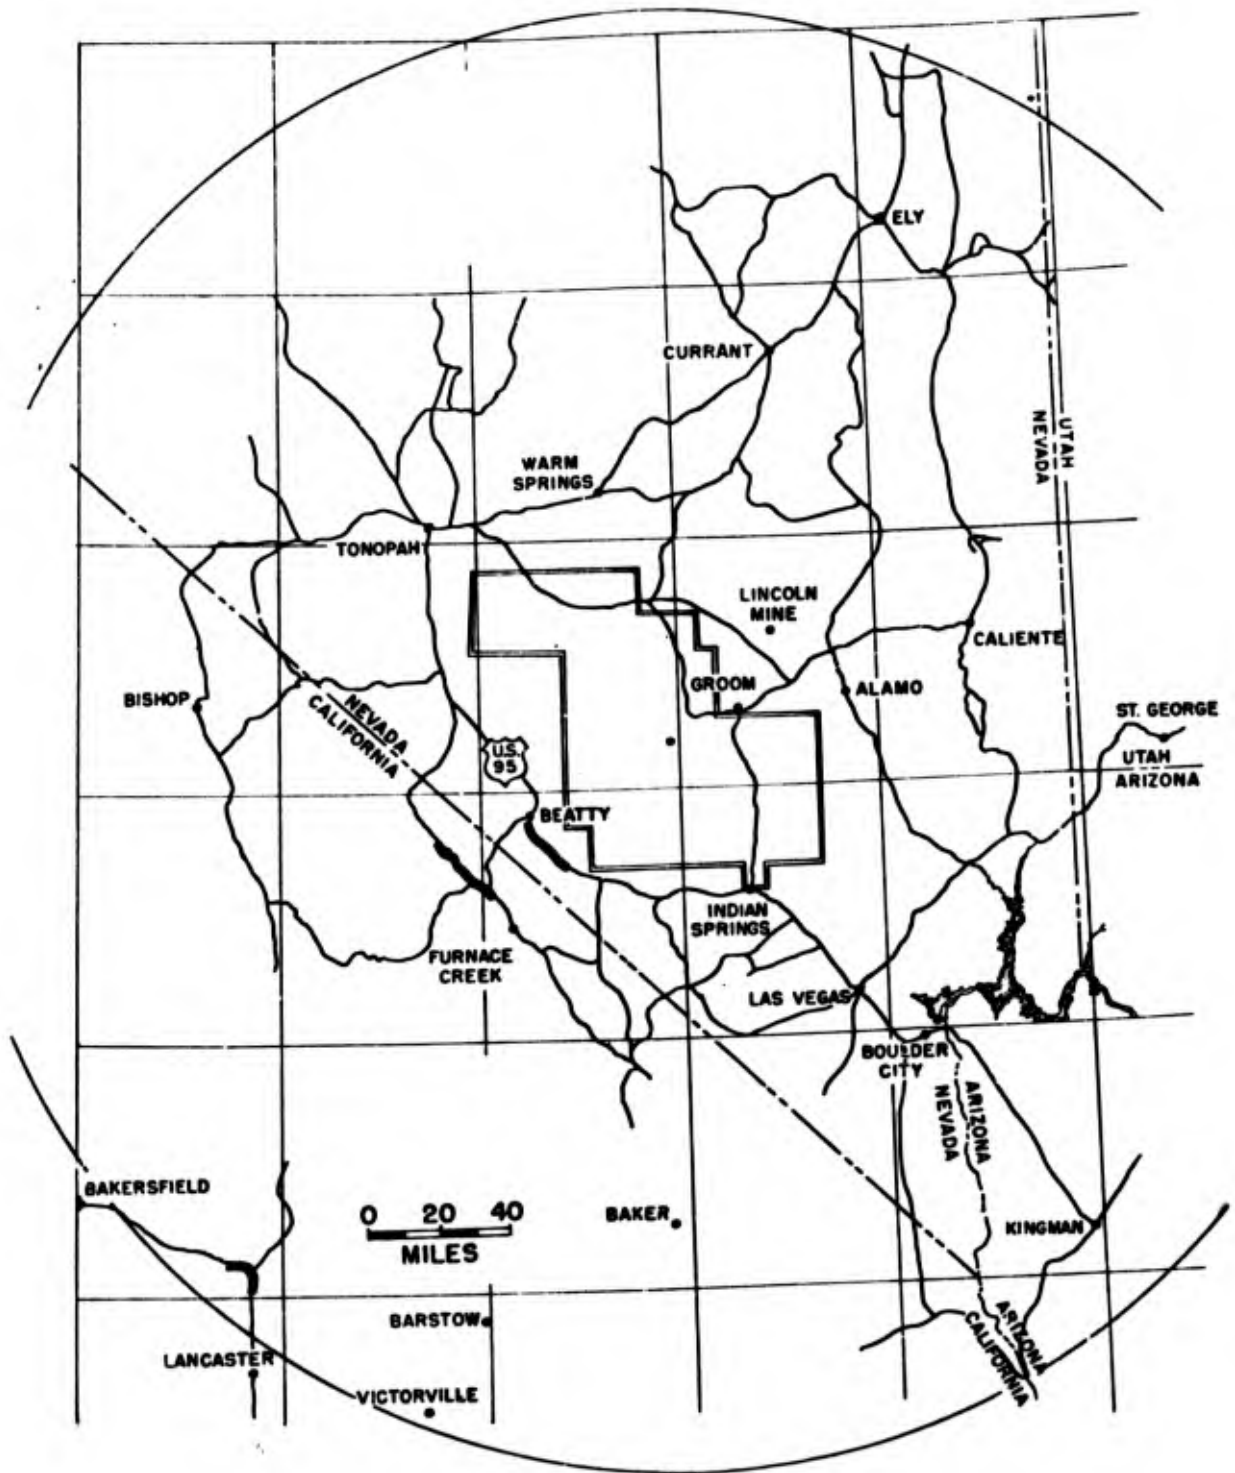 ELY
CURRANT
UTAH
NEVADA
WARM
SPRINGS
TONOPAH
LINCOLN
MINE
CALIENTE
GROOM
ALAMO
BISHOP
NEVADA
CALIFORNIA
ST. GEORGE
U.S.
95
UTAH
ARIZONA
BEATTY
INDIAN
SPRINGS
FURNACE
CREEK
LAS VEGAS
BOULDER
CITY
ARIZONA
NEVADA
BAKERSFIELD
0 20 40
MILES
BAKER
KINGMAN
BARSTOW
ARIZONA
CALIFORNIA
LANCASTER
VICTORVILLE